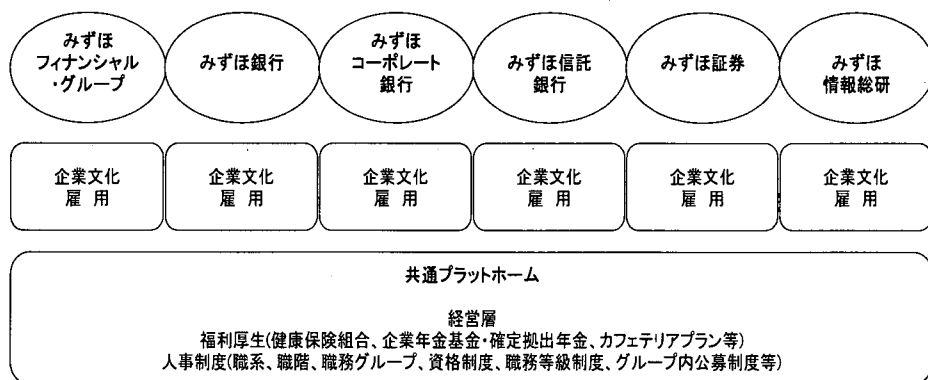 みずほ
フィナンシャル
・グループ
みずほ銀行
みずほ
コーポレート
銀行
みずほ信託
銀行
みずほ証券
みずほ
情報総研
企業文化
雇 用
企業文化
雇 用
企業文化
雇 用
企業文化
雇 用
企業文化
雇 用
企業文化
雇 用
共通プラットホーム
経営層
福利厚生(健康保険組合、企業年金基金・確定拠出年金、カフェテリアプラン等)
人事制度(職系、職階、職務グループ、資格制度、職務等級制度、グループ内公募制度等)